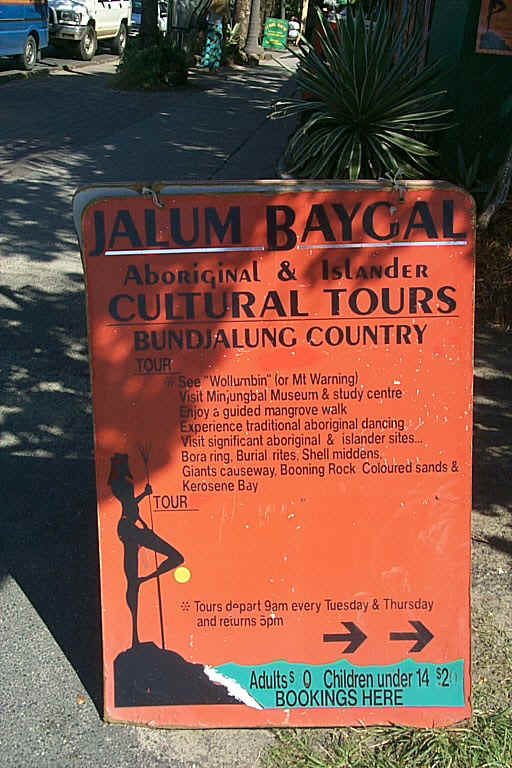 JALUM BAYGAL
Aboriginal & Islander
CULTURAL TOURS
BUNDJALUNG COUNTRY
TOUR
※ See "Wollumbin" (or Mt Warning)
Visit Minjungbal Museum & study centre
Enjoy a guided mangrove walk
Experience traditional aboriginal dancing
Visit significant aboriginal & islander sites...
Bora ring, Burial rites, Shell middens,
Giants causeway, Booning Rock Coloured sands &
Kerosene Bay
TOUR
※ Tours depart 9am every Tuesday & Thursday
and returns 5pm
Adults $ 0 Children under 14 $2
BOOKINGS HERE